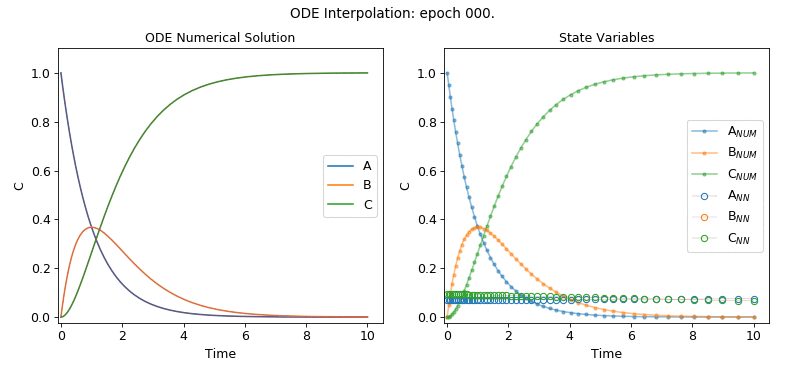 ODE Interpolation: epoch 000.
ODE Numerical Solution
C
1.0
0.8
0.6
0.4
0.2
0.0
0 2 4 6 8 10
Time
A
B
C
State Variables
C
1.0
0.8
0.6
0.4
0.2
0.0
0 2 4 6 8 10
Time
A_NUM
B_NUM
C_NUM
A_NN
B_NN
C_NN